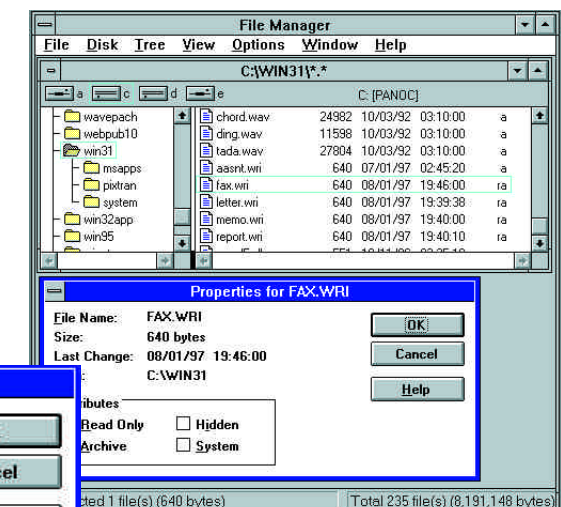 File Manager
File Disk Tree View Options Window Help
C:\WIN31\*.*
a c d e C: [PANOC]
wavepach
webpub10
win31
msapps
pixtran
system
win32app
win95
chord.wav 24982 10/03/92 03:10:00 a
ding.wav 11598 10/03/92 03:10:00 a
tada.wav 27804 10/03/92 03:10:00 a
aasnt.wri 640 07/01/97 02:45:20 a
fax.wri 640 08/01/97 19:46:00 ra
letter.wri 640 08/01/97 19:39:38 ra
memo.wri 640 08/01/97 19:40:00 ra
report.wri 640 08/01/97 19:40:10 ra
Properties for FAX.WRI
File Name: FAX.WRI
Size: 640 bytes
Last Change: 08/01/97 19:46:00
: C:\WIN31
ributes
Read Only Hidden
Archive System
OK
Cancel
Help
cel
cted 1 file(s) (640 bytes) Total 235 file(s) (8,191,148 bytes)